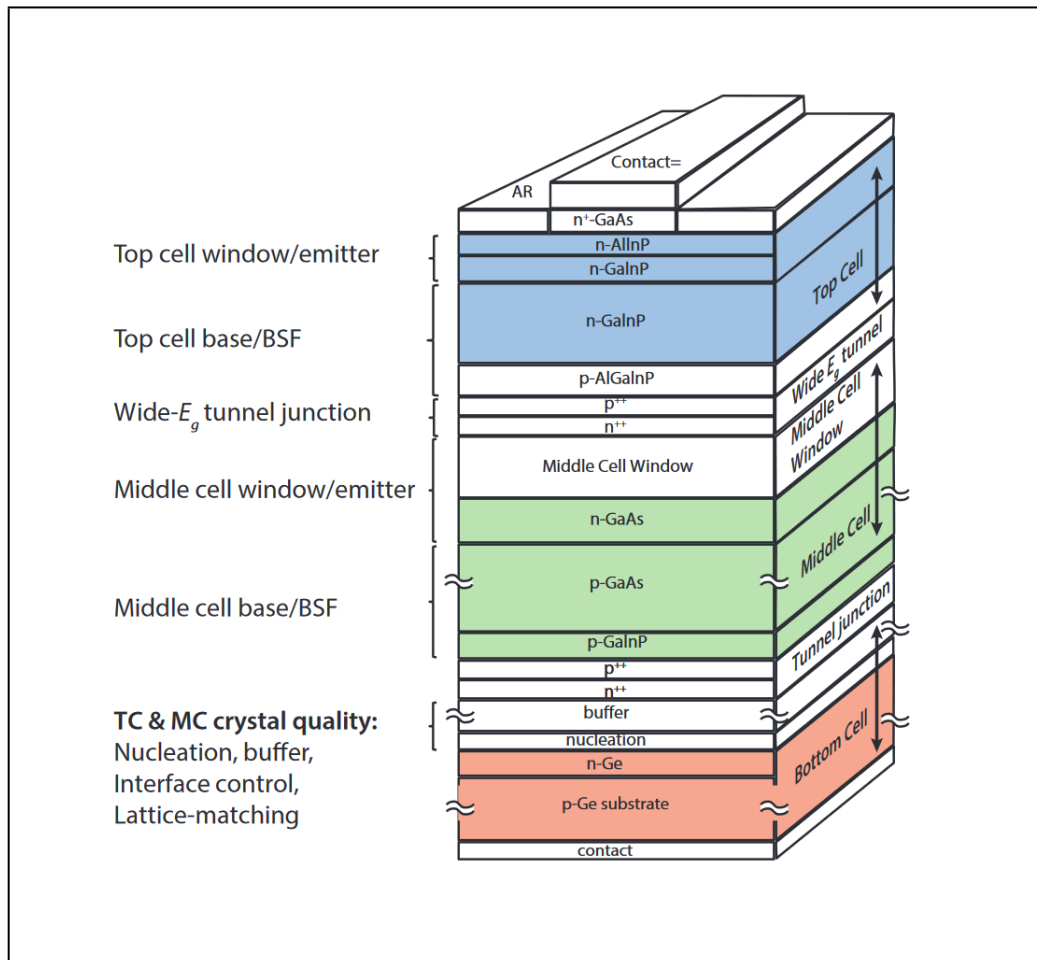 AR
Contact=
n⁺-GaAs
Top cell window/emitter
n-AlInP
n-GaInP
Top cell base/BSF
n-GaInP
p-AlGaInP
Wide-Eg tunnel junction
p⁺⁺
n⁺⁺
Middle cell window/emitter
Middle Cell Window
n-GaAs
Middle cell base/BSF
p-GaAs
p-GaInP
p⁺⁺
n⁺⁺
TC & MC crystal quality:
Nucleation, buffer,
Interface control,
Lattice-matching
buffer
nucleation
n-Ge
p-Ge substrate
contact
Top Cell
Wide Eg tunnel
Middle Cell
Window
Middle Cell
Tunnel junction
Bottom Cell